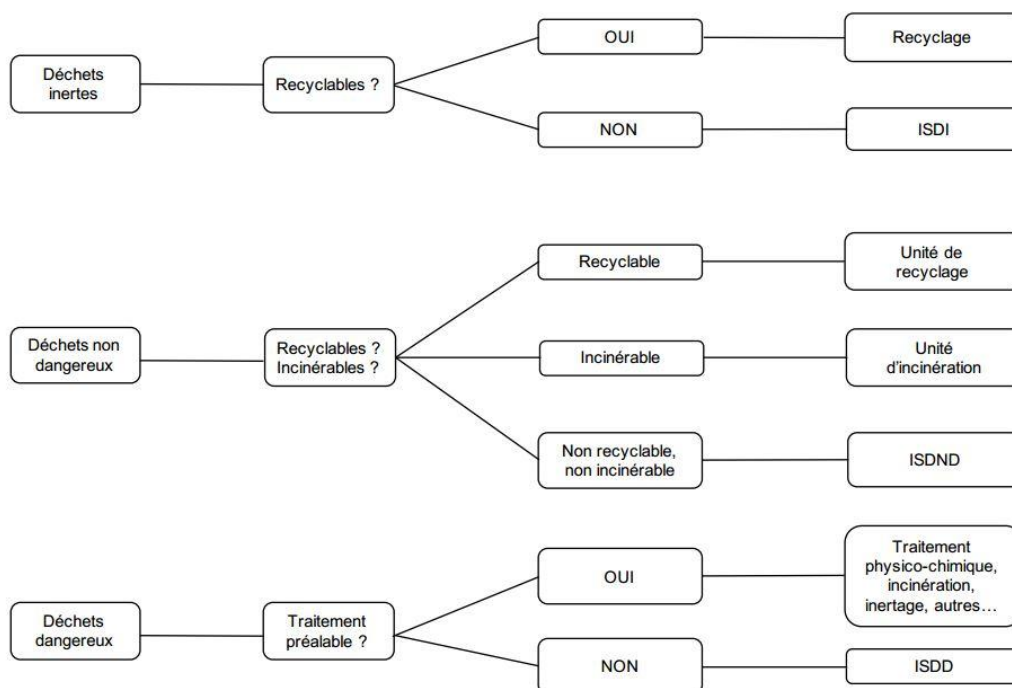 Déchets
inertes
Recyclables ?
OUI
Recyclage
NON
ISDI
Déchets non
dangereux
Recyclables ?
Incinérables ?
Recyclable
Unité de
recyclage
Incinérable
Unité
d'incinération
Non recyclable,
non incinérable
ISDND
Déchets
dangereux
Traitement
préalable ?
OUI
Traitement
physico-chimique,
incinération,
inertage, autres…
NON
ISDD